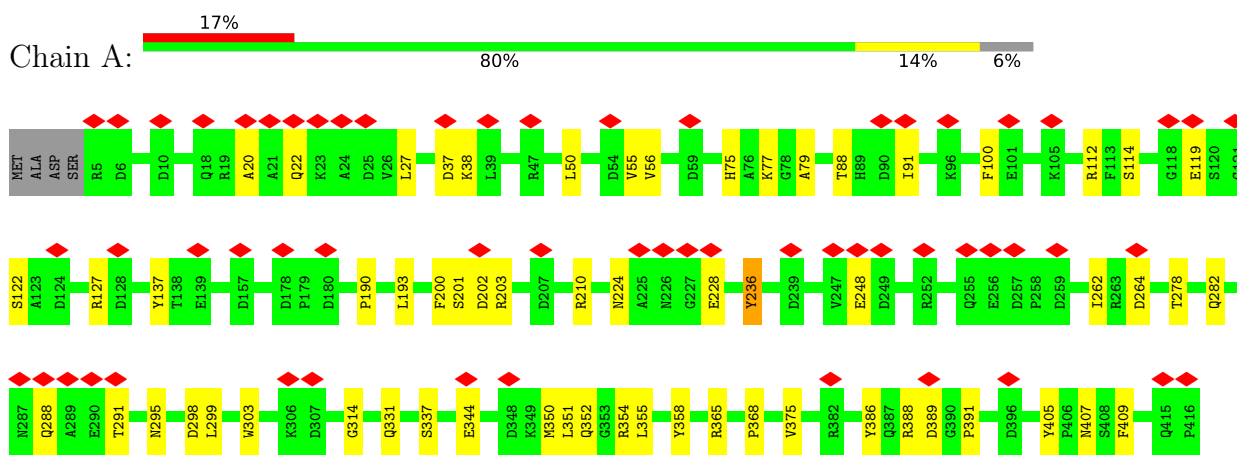 17%
Chain A:
80% 14% 6%
MET ALA ASP SER R5 D6 D10 Q18 R19 A20 A21 Q22 K23 A24 D25 V26 L27 D37 K38 L39 R47 L50 D54 V55 V56 D59 H75 A76 K77 G78 A79 T88 H89 D90 I91 K96 F100 E101 K105 R112 F113 S114 G118 E119 S120
S122 A123 D124 R127 D128 Y137 T138 E139 D157 D178 P179 D180 P190 L193 F200 S201 D202 R203 D207 R210 N224 A225 N226 G227 E228 Y236 D239 V247 E248 D249 R252 Q255 E256 D257 P258 D259 I262 R263 D264 T278 Q282
N287 Q288 A289 E290 T291 N295 D298 L299 W303 K306 D307 G314 Q331 S337 E344 D348 K349 M350 L351 Q352 G353 R354 L355 Y358 R365 P368 V375 R382 Y386 Q387 R388 D389 G390 P391 D396 Y405 P406 N407 S408 F409 Q415 P416